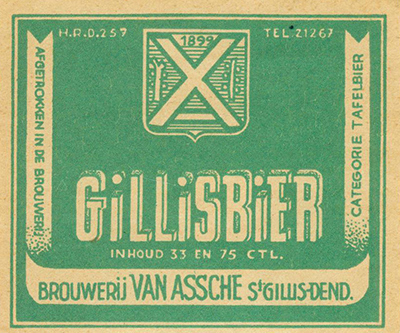 H.R.D.257
TEL. 21267
1899
AFGETROKKEN IN DE BROUWERIJ
CATEGORIE TAFELBIER
GiLLiSBiER
INHOUD 33 EN 75 CTL.
BROUWERiJ VAN ASSCHE St GILLIS-DEND.